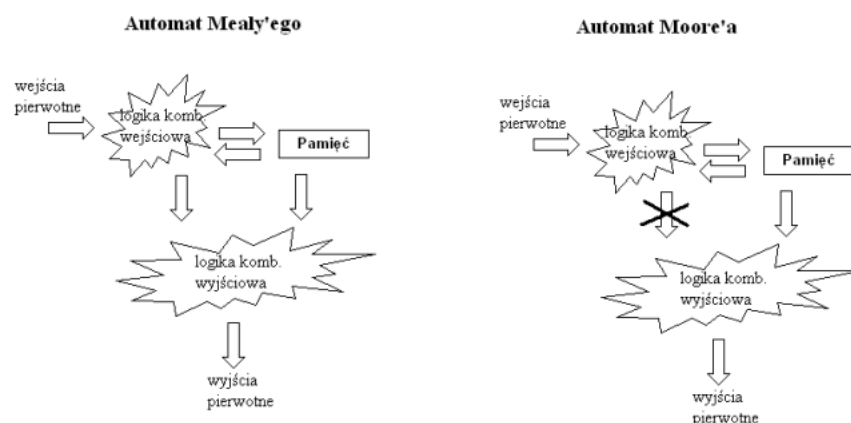 Automat Mealy'ego
wejścia
pierwotne
logika komb
wejściowa
Pamięć
logika komb.
wyjściowa
wyjścia
pierwotne
Automat Moore'a
wejścia
pierwotne
logika komb
wejściowa
Pamięć
logika komb.
wyjściowa
wyjścia
pierwotne